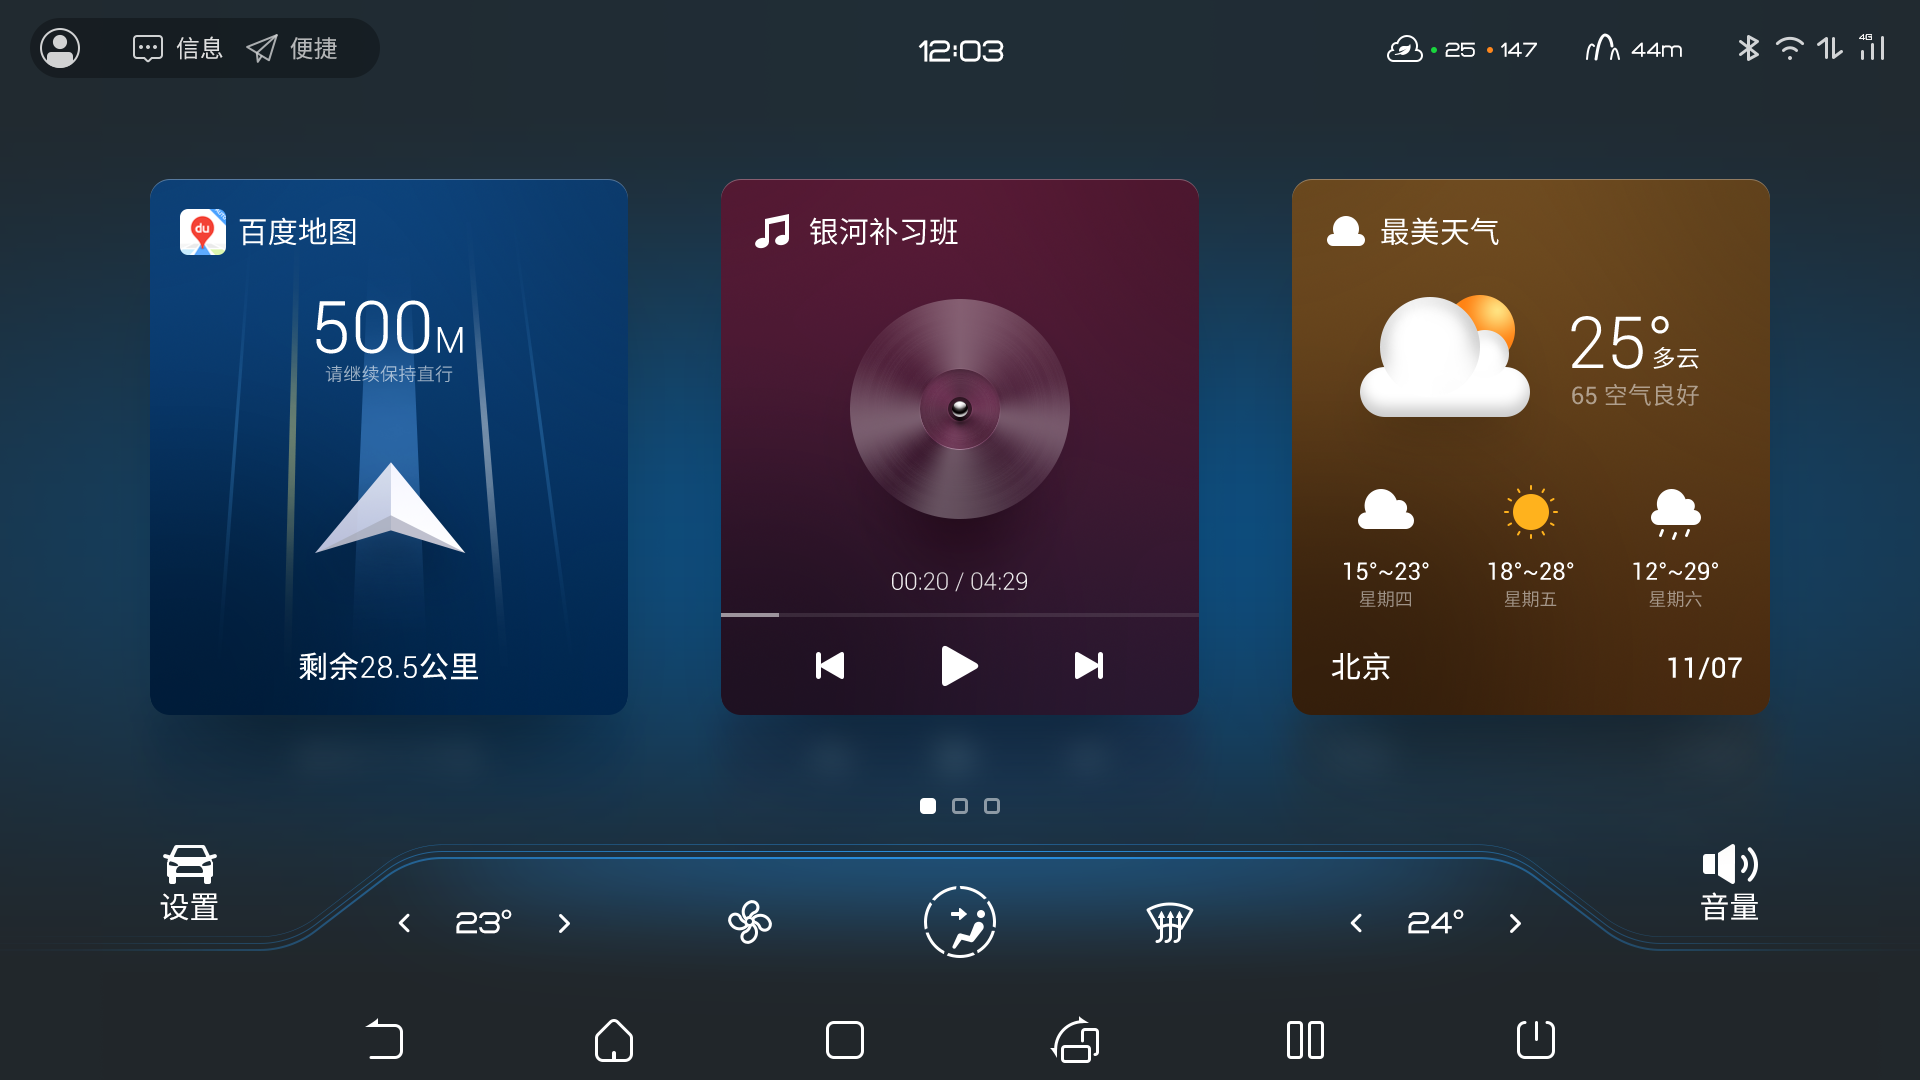 信息 便捷
12:03
25 147
44m
4G
du
百度地图
500M
请继续保持直行
剩余28.5公里
银河补习班
00:20 / 04:29
最美天气
25°多云
65 空气良好
15°~23° 18°~28° 12°~29°
星期四 星期五 星期六
北京 11/07
设置
23°
24°
音量